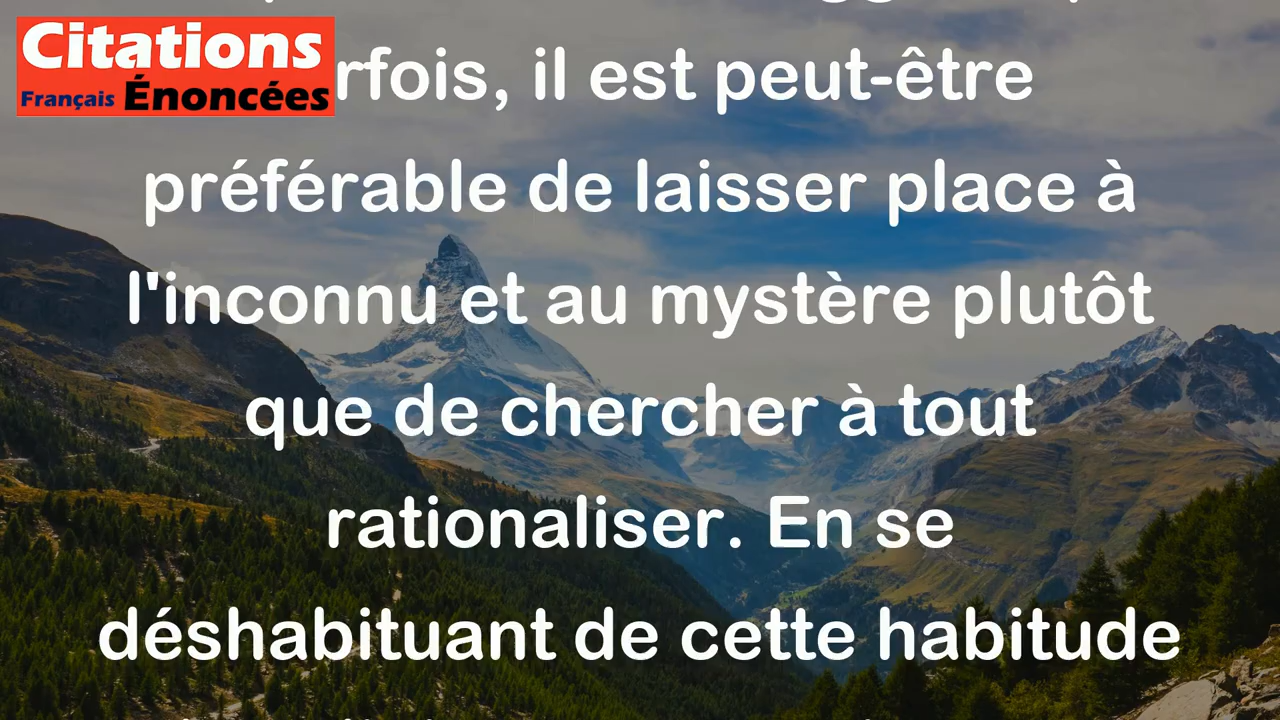 Citations
Français Énoncées
rfois, il est peut-être
préférable de laisser place à
l'inconnu et au mystère plutôt
que de chercher à tout
rationaliser. En se
déshabituant de cette habitude